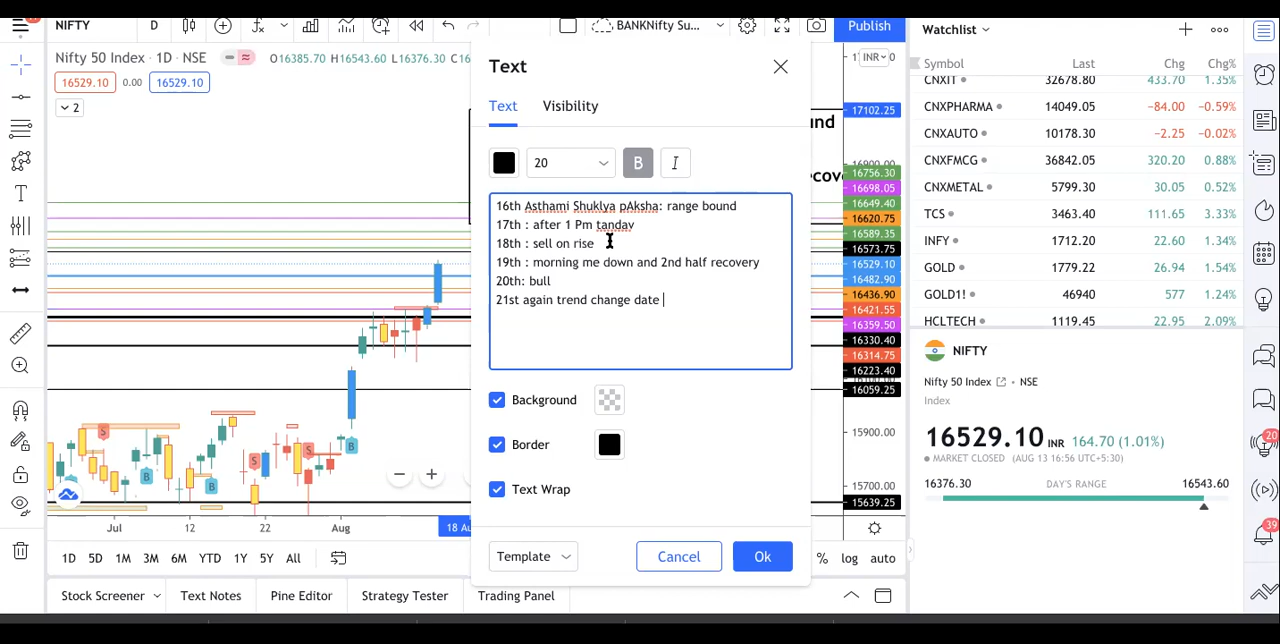 NIFTY D BANKNifty Su... Publish
Nifty 50 Index · 1D · NSE O16385.70 H16543.60 L16376.30 C16
16529.10 0.00 16529.10
2
INR
17102.25
16756.30
16698.05
16649.40
16620.75
16589.35
16573.75
16529.10
16482.90
16436.90
16421.55
16359.50
16330.40
16314.75
16223.40
16059.25
15900.00
15700.00
15639.25
S
B
B
S
S
B
Jul 12 22 Aug 18 Au
1D 5D 1M 3M 6M YTD 1Y 5Y All % log auto
Stock Screener Text Notes Pine Editor Strategy Tester Trading Panel
Text
Text Visibility
20 B I
16th Asthami Shuklya pAksha: range bound
17th : after 1 Pm tandav
18th : sell on rise
19th : morning me down and 2nd half recovery
20th: bull
21st again trend change date
Background
Border
Text Wrap
Template Cancel Ok
Watchlist
Symbol Last Chg Chg%
CNXIT 32678.80 433.70 1.35%
CNXPHARMA 14049.05 −84.00 −0.59%
CNXAUTO 10178.30 −2.25 −0.02%
CNXFMCG 36842.05 320.20 0.88%
CNXMETAL 5799.30 30.05 0.52%
TCS 3463.40 111.65 3.33%
INFY 1712.20 22.60 1.34%
GOLD 1779.22 26.94 1.54%
GOLD1! 46940 577 1.24%
HCLTECH 1119.45 22.95 2.09%
NIFTY
Nifty 50 Index · NSE
Index
16529.10 INR 164.70 (1.01%)
MARKET CLOSED (AUG 13 16:56 UTC+5:30)
16376.30 DAY'S RANGE 16543.60
20
39